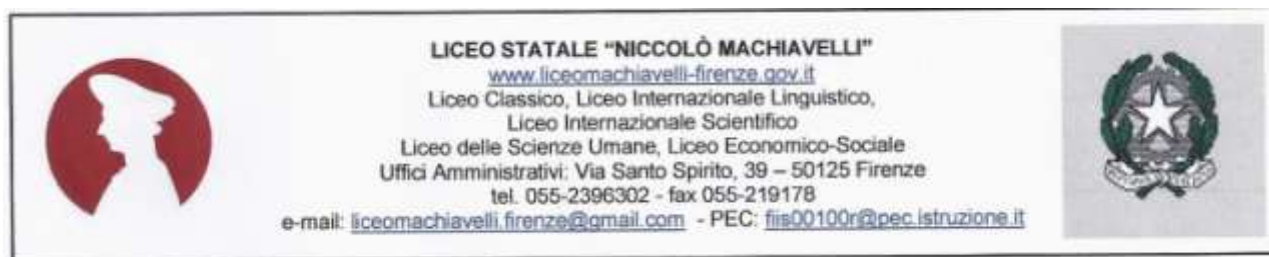 LICEO STATALE "NICCOLÒ MACHIAVELLI"
www.liceomachiavelli-firenze.gov.it
Liceo Classico, Liceo Internazionale Linguistico,
Liceo Internazionale Scientifico
Liceo delle Scienze Umane, Liceo Economico-Sociale
Uffici Amministrativi: Via Santo Spirito, 39 – 50125 Firenze
tel. 055-2396302 - fax 055-219178
e-mail: liceomachiavelli.firenze@gmail.com - PEC: fiis00100r@pec.istruzione.it